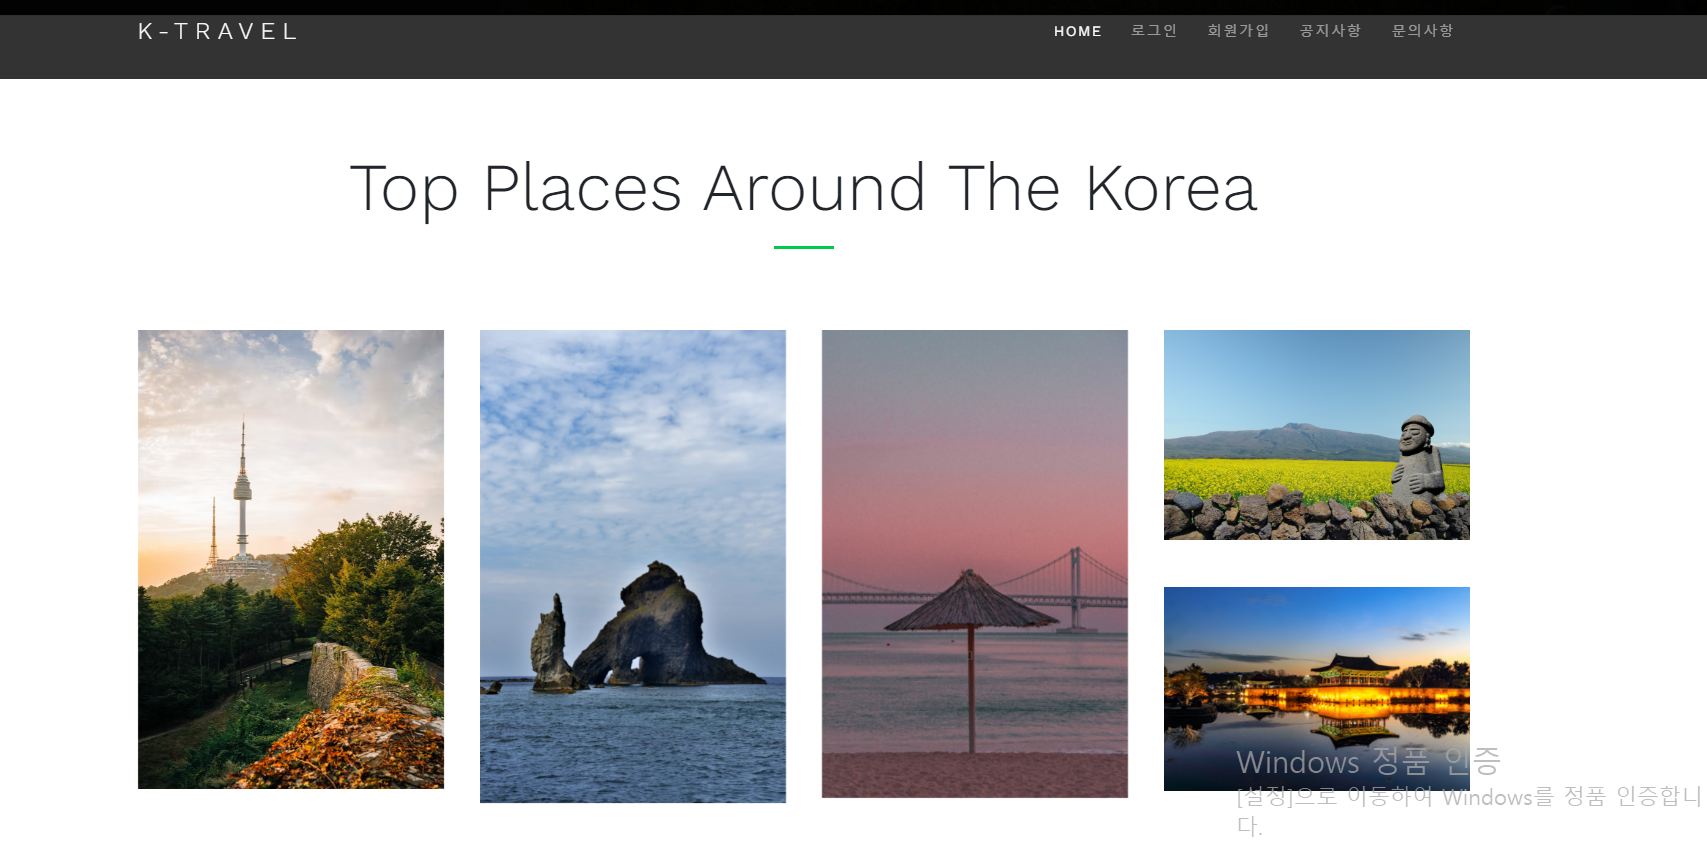 K-TRAVEL
HOME 로그인 회원가입 공지사항 문의사항
Top Places Around The Korea
Windows 정품 인증
[설정]으로 이동하여 Windows를 정품 인증합니
다.